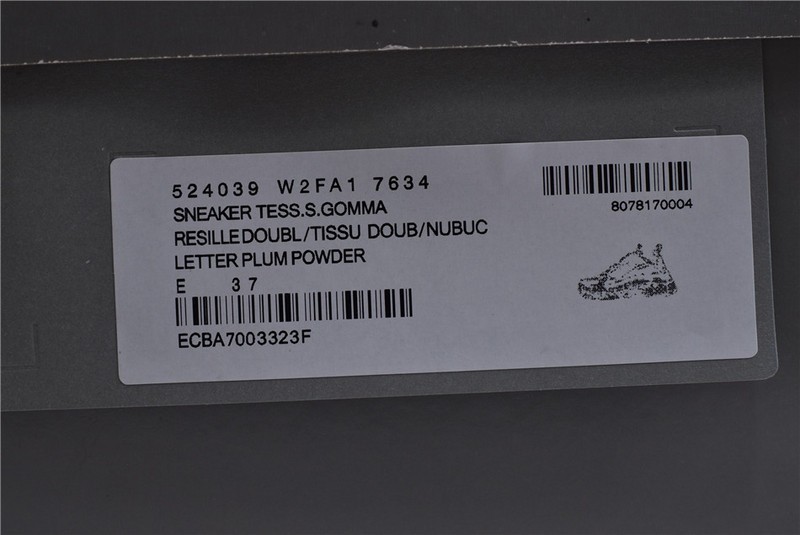 524039 W2FA1 7634
SNEAKER TESS.S.GOMMA
RESILLE DOUBL/TISSU DOUB/NUBUC
LETTER PLUM POWDER
E 37
ECBA7003323F
8078170004